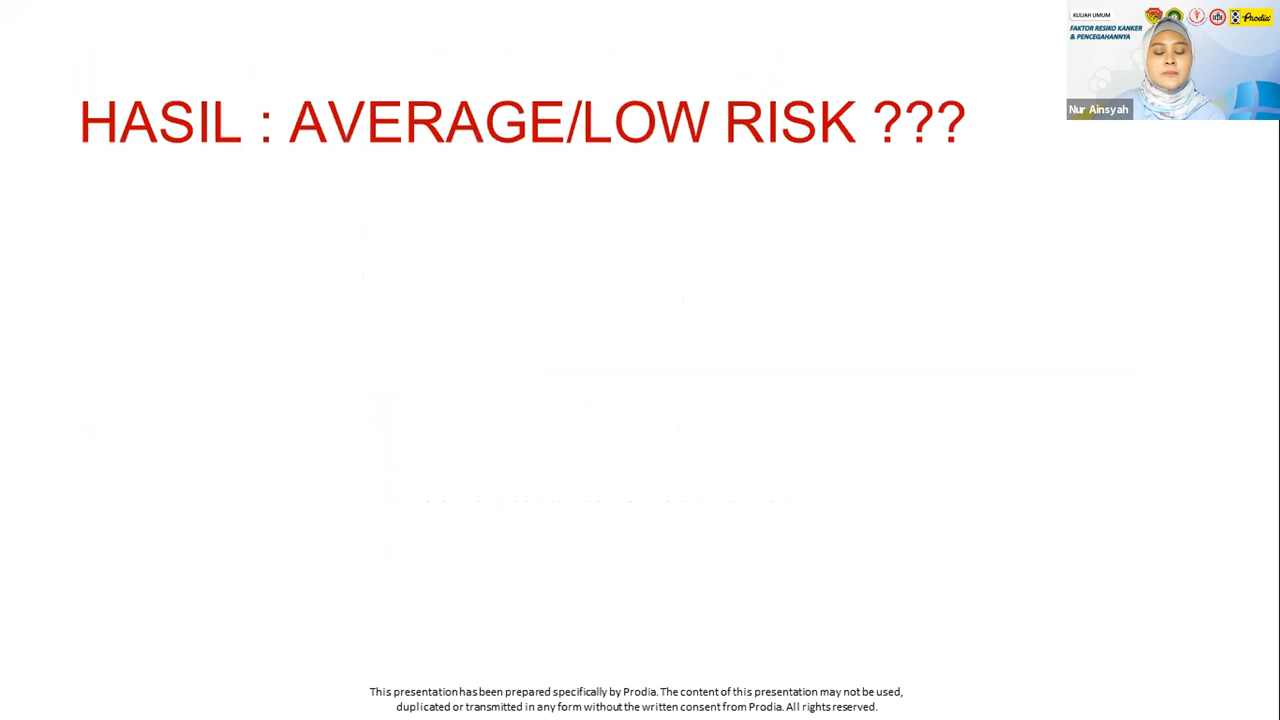 KULIAH UMUM
Prodia
FAKTOR RESIKO KANKER
& PENCEGAHANNYA
Nur Ainsyah
HASIL : AVERAGE/LOW RISK ???
This presentation has been prepared specifically by Prodia. The content of this presentation may not be used,
duplicated or transmitted in any form without the written consent from Prodia. All rights reserved.